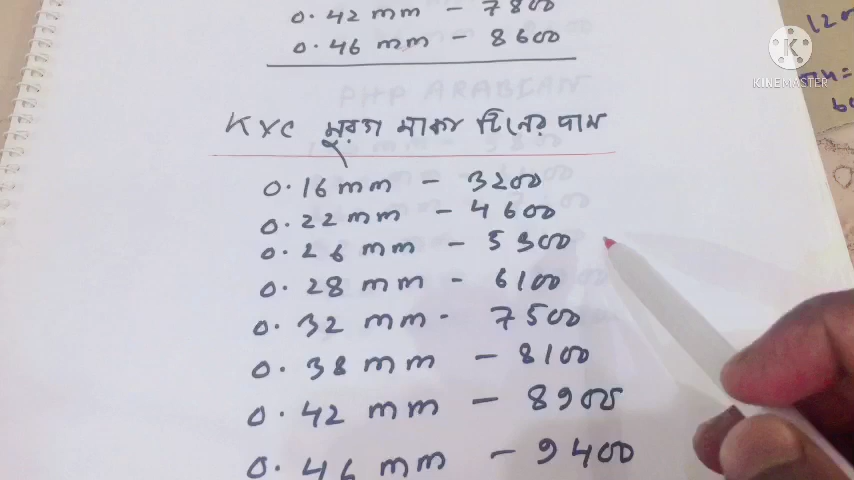 0.42 mm - 7800
0.46 mm - 8600
KINEMASTER
PHP ARABIAN
KYC মুরগ মার্কা টিনের দাম
0.16 mm - 3200
0.22 mm - 4600
0.26 mm - 5300
0.28 mm - 6100
0.32 mm - 7500
0.38 mm - 8100
0.42 mm - 8900
0.46 mm - 9400